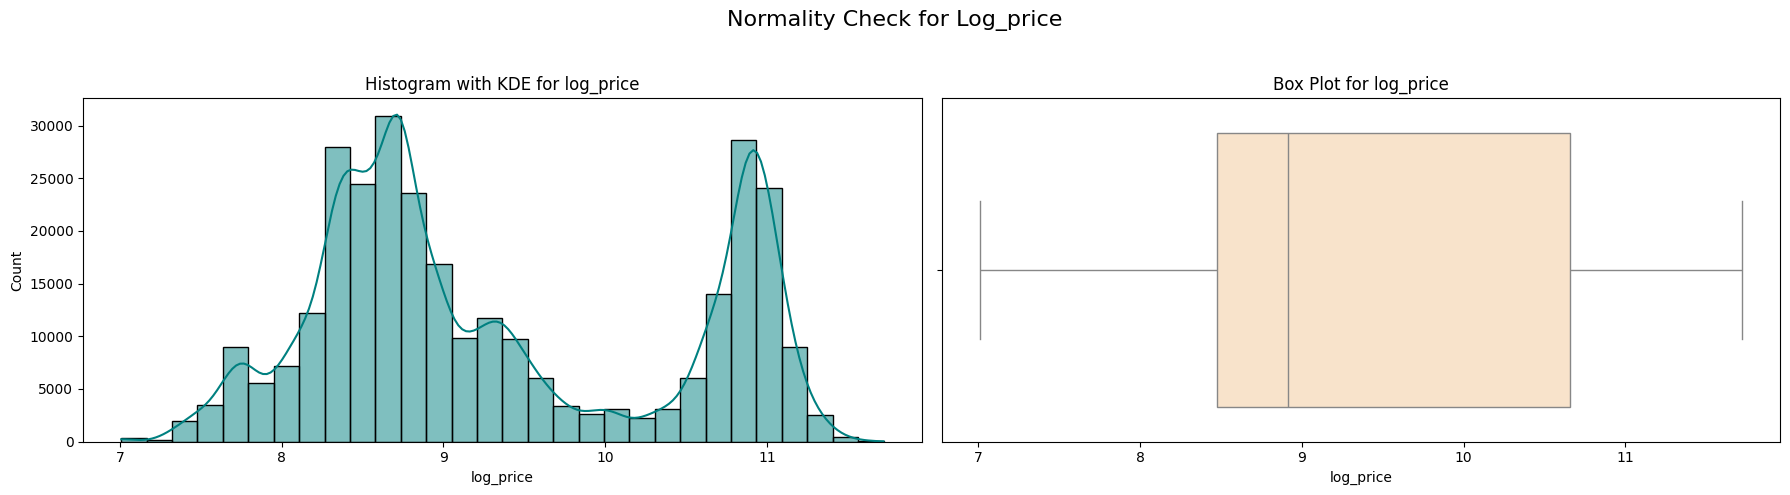 Normality Check for Log_price
Histogram with KDE for log_price
30000
25000
20000
15000
10000
5000
0
Count
7 8 9 10 11
log_price
Box Plot for log_price
7 8 9 10 11
log_price